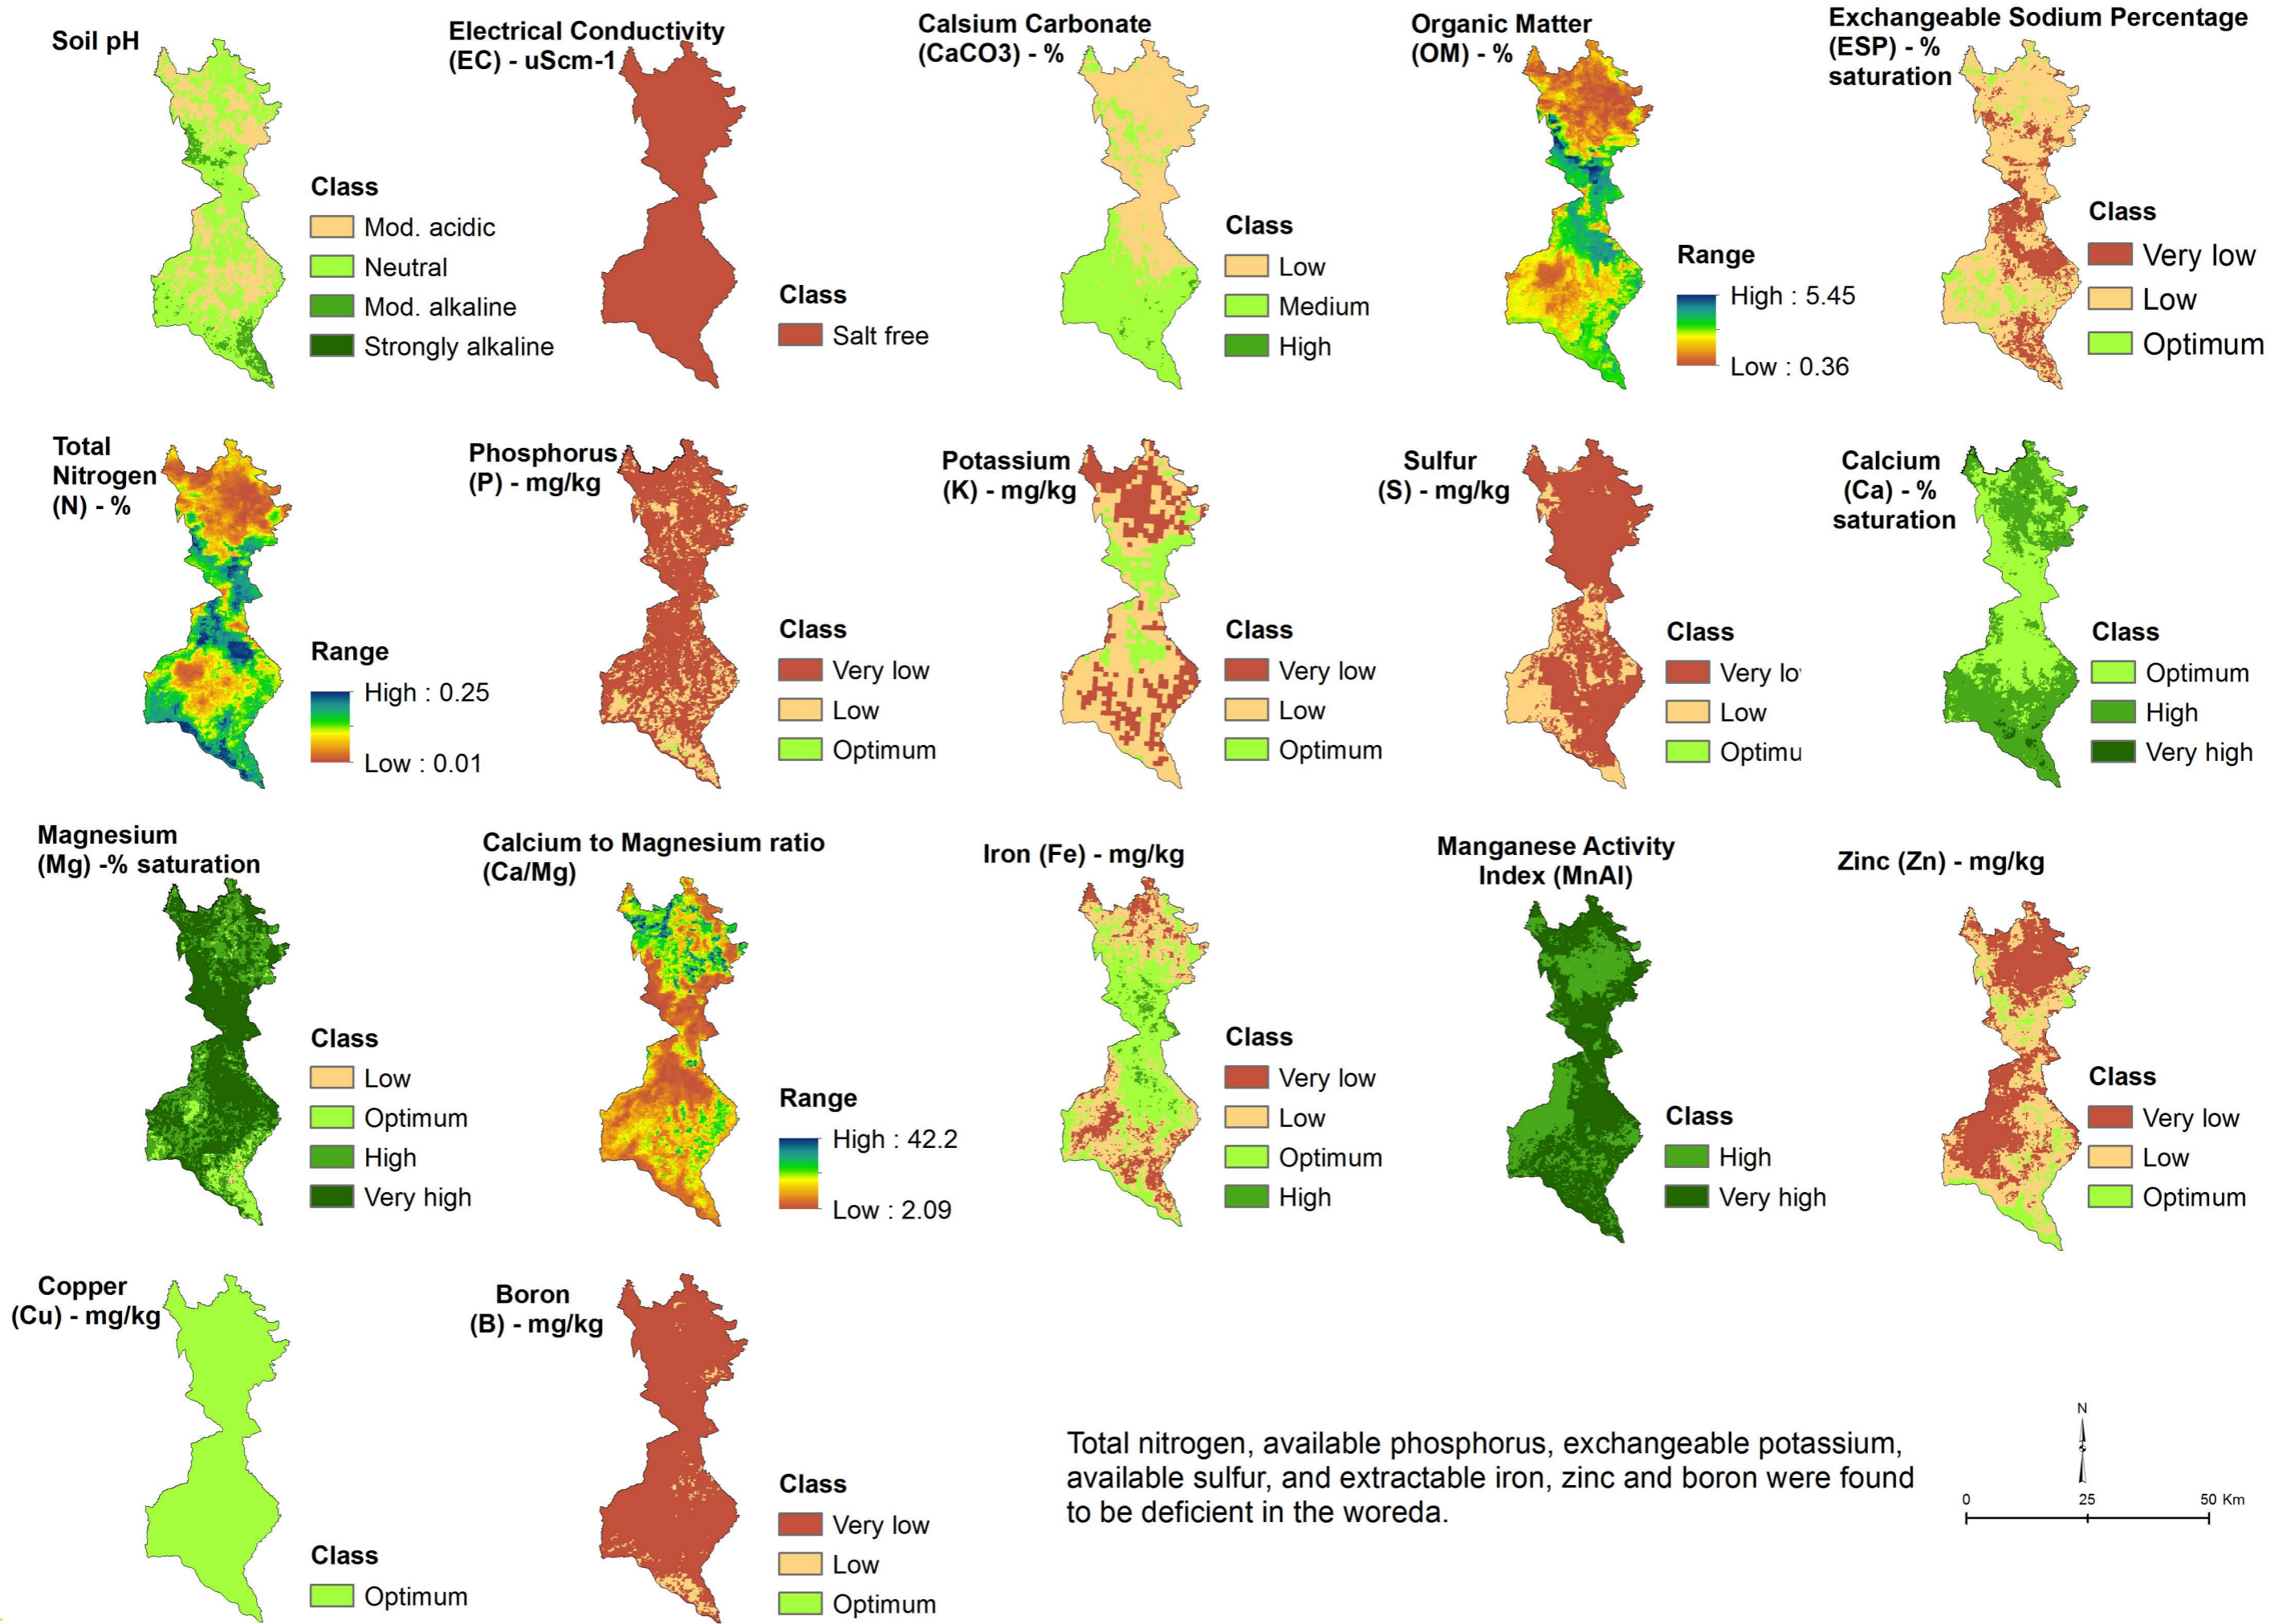 Soil pH
Class
Mod. acidic
Neutral
Mod. alkaline
Strongly alkaline
Electrical Conductivity
(EC) - uScm-1
Class
Salt free
Calsium Carbonate
(CaCO3) - %
Class
Low
Medium
High
Organic Matter
(OM) - %
Range
High : 5.45
Low : 0.36
Exchangeable Sodium Percentage
(ESP) - %
saturation
Class
Very low
Low
Optimum
Total
Nitrogen
(N) - %
Range
High : 0.25
Low : 0.01
Phosphorus
(P) - mg/kg
Class
Very low
Low
Optimum
Potassium
(K) - mg/kg
Class
Very low
Low
Optimum
Sulfur
(S) - mg/kg
Class
Very lo
Low
Optimu
Calcium
(Ca) - %
saturation
Class
Optimum
High
Very high
Magnesium
(Mg) -% saturation
Class
Low
Optimum
High
Very high
Calcium to Magnesium ratio
(Ca/Mg)
Range
High : 42.2
Low : 2.09
Iron (Fe) - mg/kg
Class
Very low
Low
Optimum
High
Manganese Activity
Index (MnAI)
Class
High
Very high
Zinc (Zn) - mg/kg
Class
Very low
Low
Optimum
Copper
(Cu) - mg/kg
Class
Optimum
Boron
(B) - mg/kg
Class
Very low
Low
Optimum
Total nitrogen, available phosphorus, exchangeable potassium,
available sulfur, and extractable iron, zinc and boron were found
to be deficient in the woreda.
N
0 25 50 Km